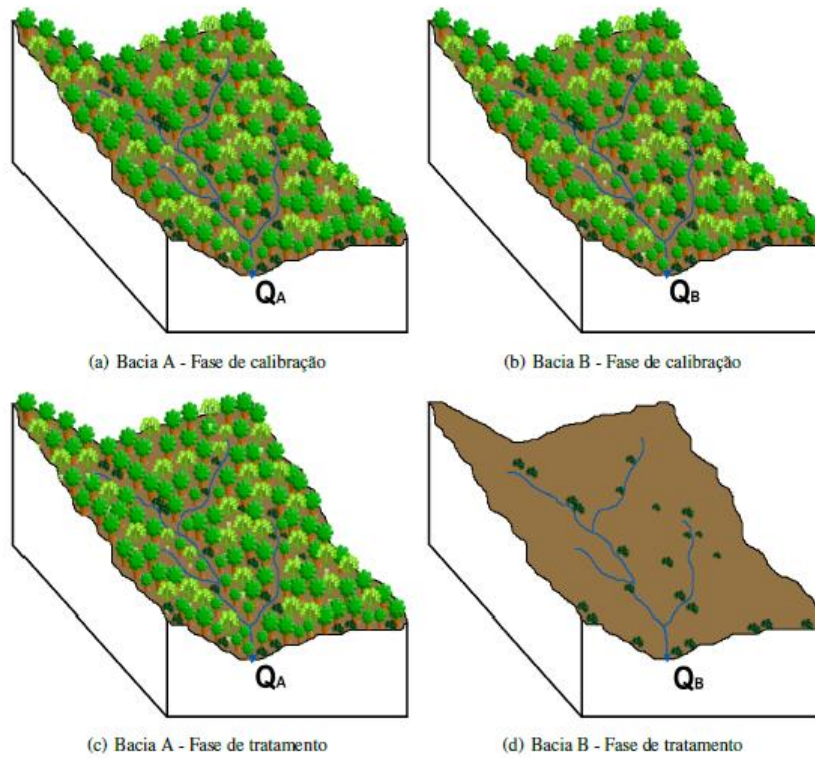 QA
QB
(a) Bacia A - Fase de calibração
(b) Bacia B - Fase de calibração
QA
QB
(c) Bacia A - Fase de tratamento
(d) Bacia B - Fase de tratamento